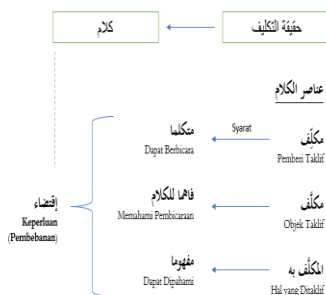 حقيقة التكليف
كلام
عناصر الكلام
مكلِّف
Pemberi Taklif
Syarat
متكلما
Dapat Berbicara
مكلَّف
Objek Taklif
فاهما للكلام
Memahami Pembicaraan
المكلَّف به
Hal yang Ditaklif
مفهوما
Dapat Dipahami
إقتضاء
Keperluan
(Pembebanan)